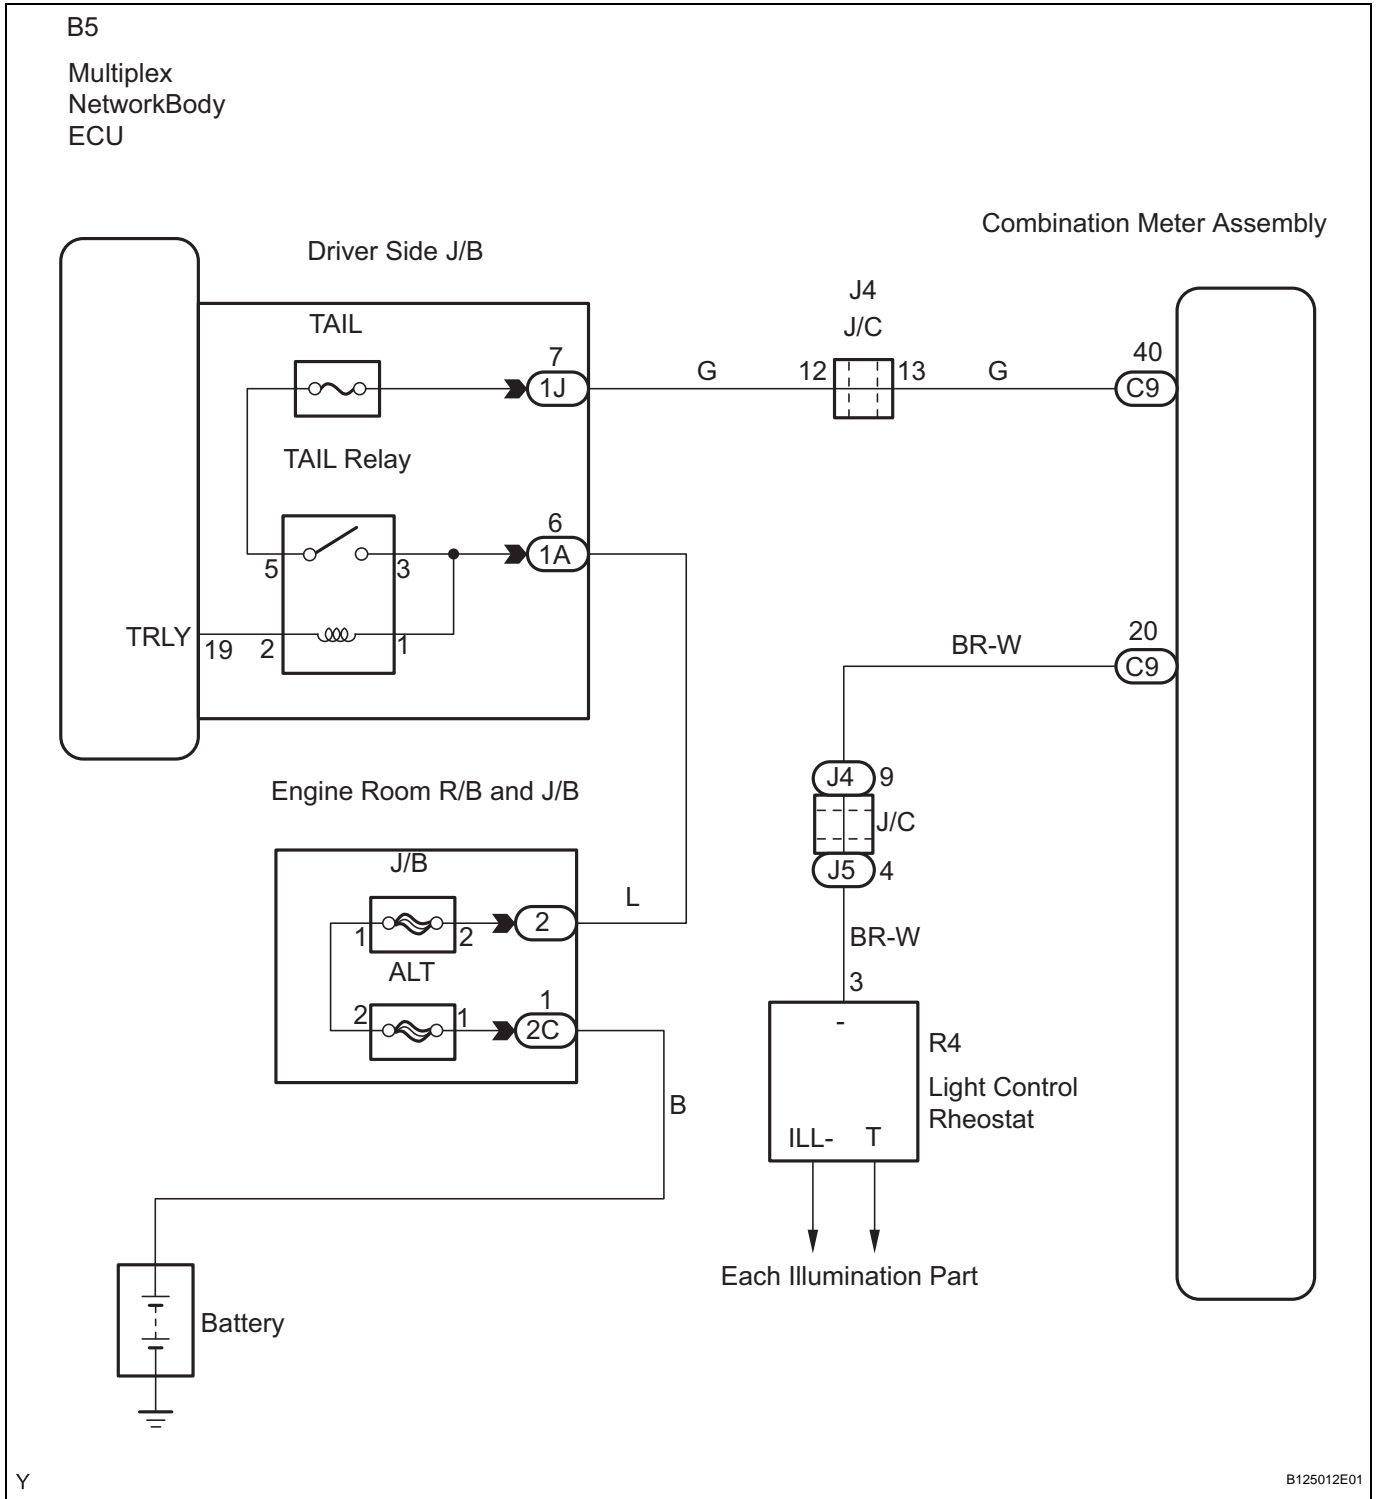 B5
Multiplex
NetworkBody
ECU
Combination Meter Assembly
Driver Side J/B
J4
J/C
TAIL
7
1J
G
12
13
G
40
C9
TAIL Relay
6
1A
5
3
TRLY
19
2
1
20
C9
BR-W
Engine Room R/B and J/B
J4
9
J/C
J5
4
J/B
1
2
2
L
ALT
2
1
1
2C
BR-W
3
-
R4
Light Control
Rheostat
B
ILL-
T
Each Illumination Part
Battery
Y
B125012E01